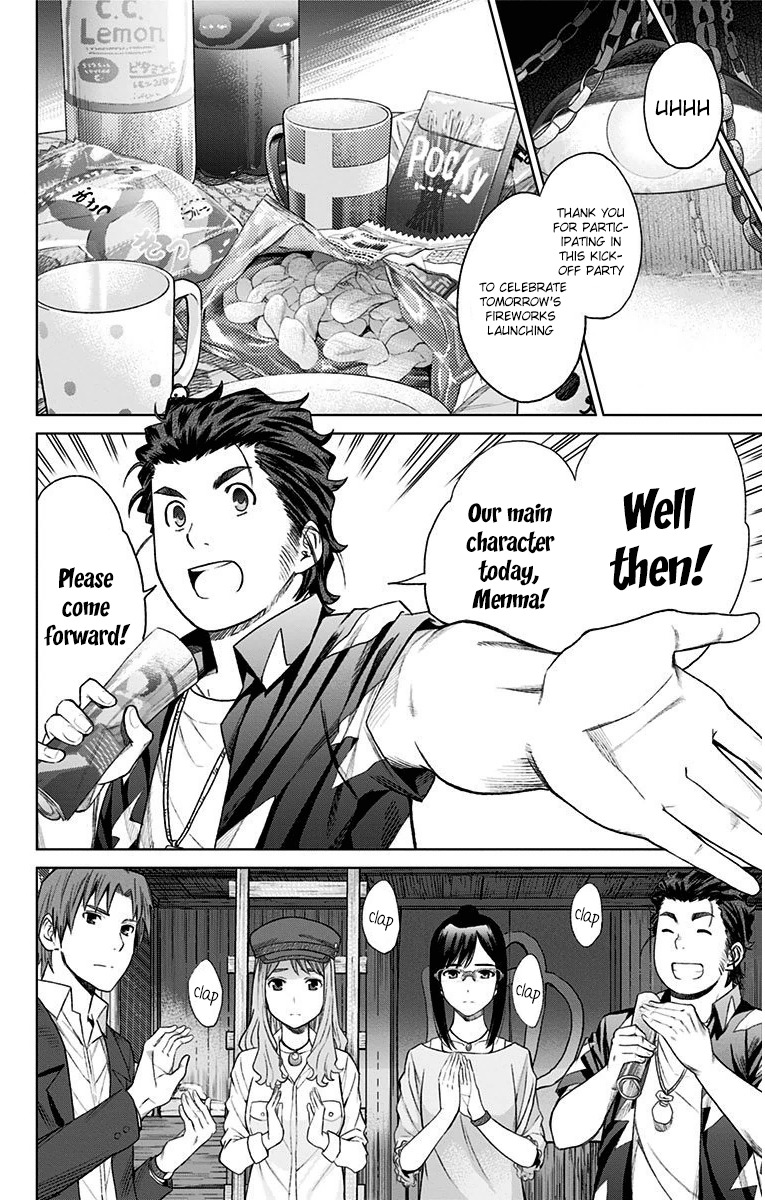 UHHH
THANK YOU
FOR PARTIC-
IPATING IN
THIS KICK-
OFF PARTY
TO CELEBRATE
TOMORROW'S
FIREWORKS
LAUNCHING
C.C.
Lemon
ビタミンC
Pocky
Well
then!
Our main
character
today,
Menma!
Please
come
forward!
clap
clap
clap
clap